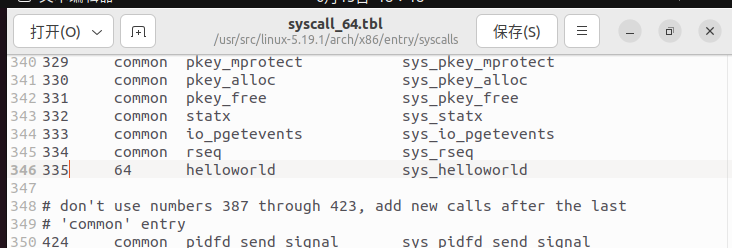 打开(O)
syscall_64.tbl
/usr/src/linux-5.19.1/arch/x86/entry/syscalls
保存(S)
340 329 common pkey_mprotect sys_pkey_mprotect
341 330 common pkey_alloc sys_pkey_alloc
342 331 common pkey_free sys_pkey_free
343 332 common statx sys_statx
344 333 common io_pgetevents sys_io_pgetevents
345 334 common rseq sys_rseq
346 335 64 helloworld sys_helloworld
347
348 # don't use numbers 387 through 423, add new calls after the last
349 # 'common' entry
350 424 common pidfd_send_signal sys_pidfd_send_signal